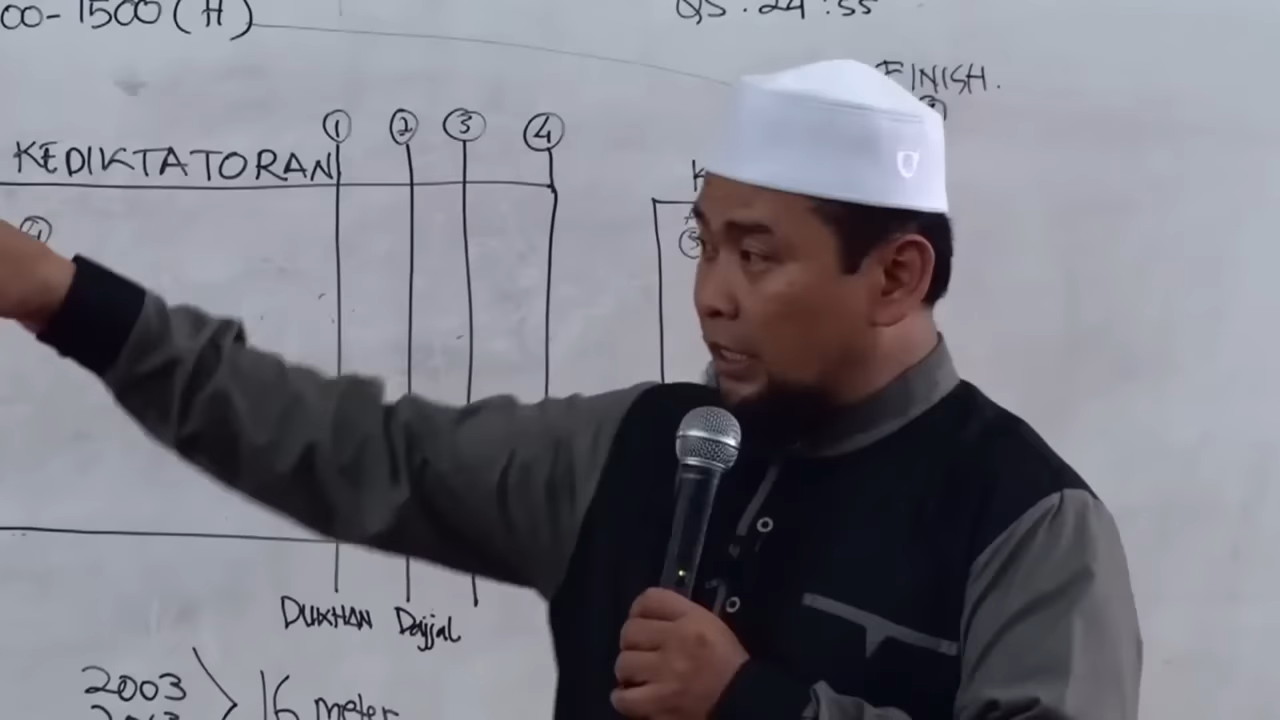 00-1500 (H)
QS. 24:55
FINISH.
1 2 3 4
KEDIKTATORAN
DUKHAN Dajjal
2003
16 meter